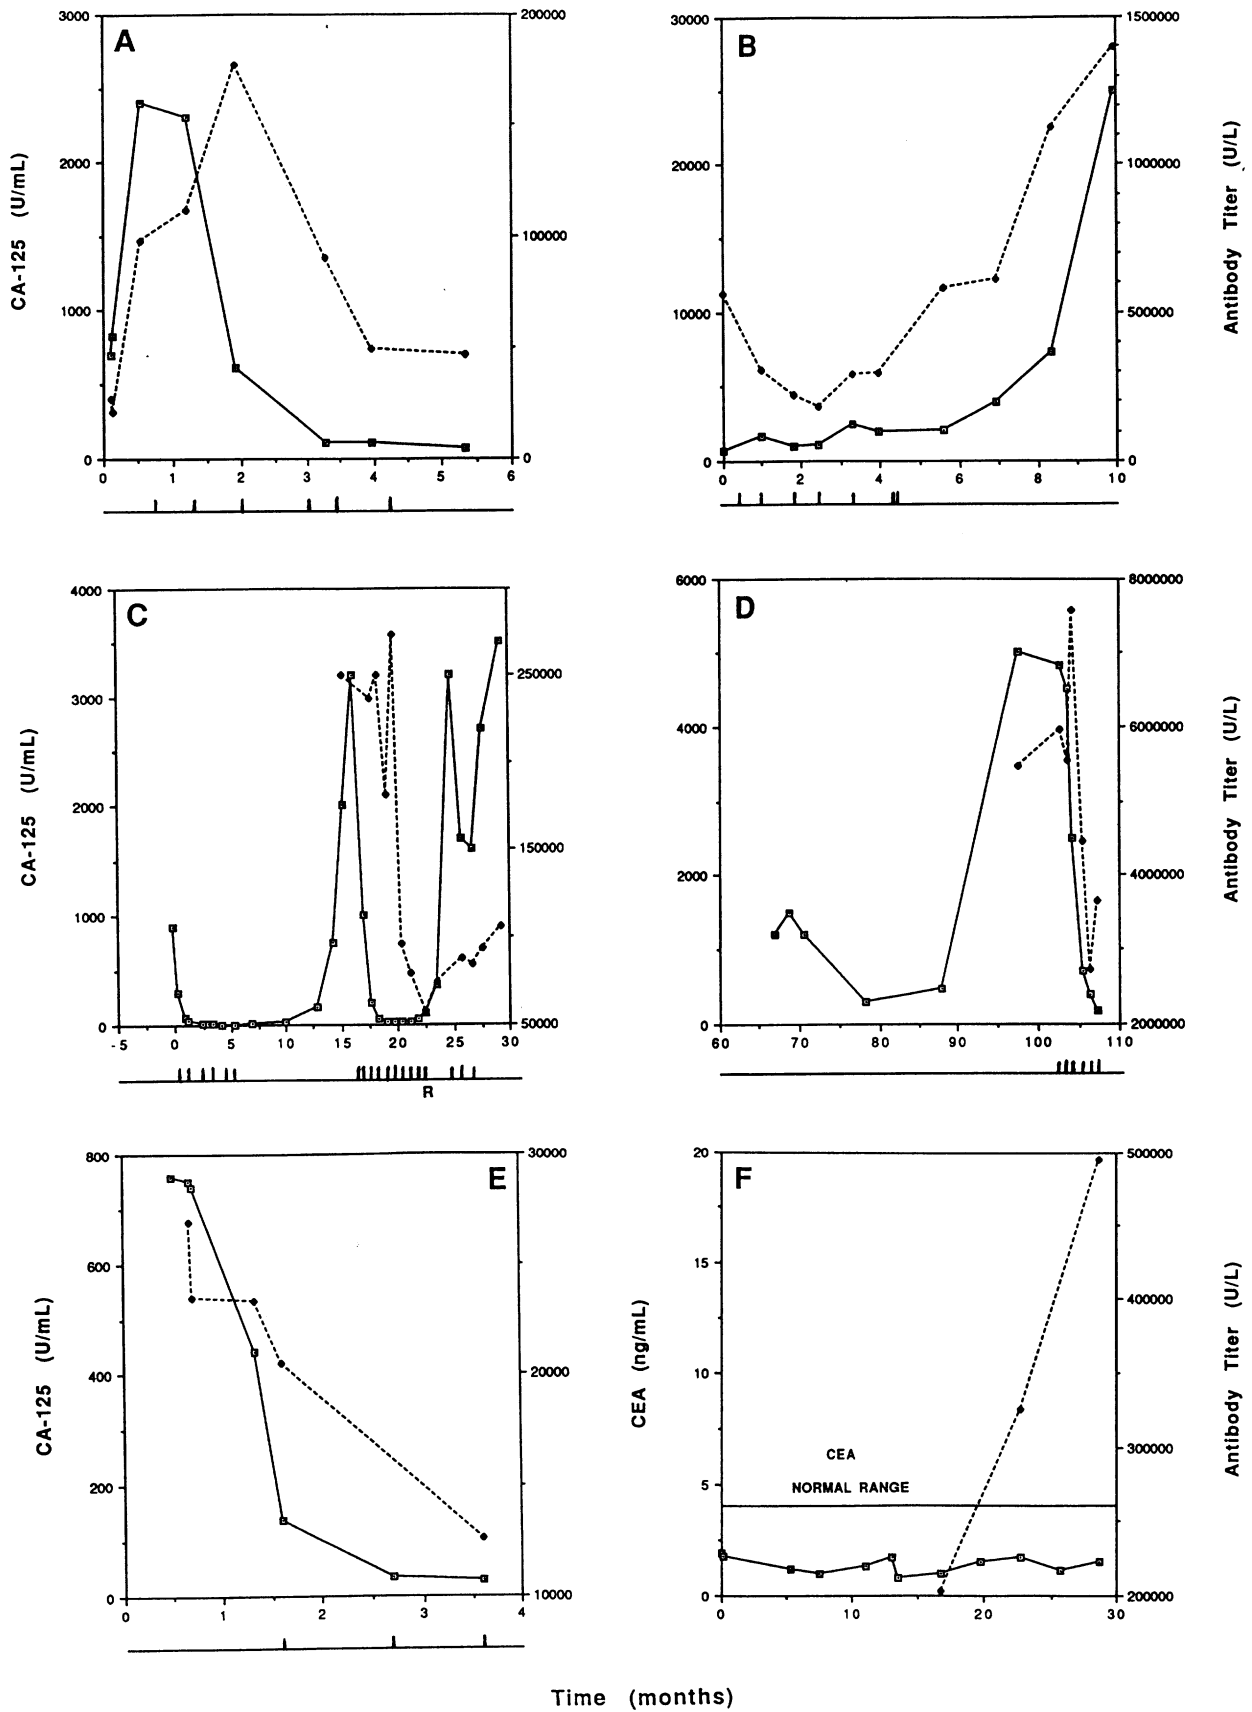 A
3000
2000
1000
0
200000
100000
0
0 1 2 3 4 5 6
CA-125 (U/mL)
B
30000
20000
10000
0
1500000
1000000
500000
0
0 2 4 6 8 10
Antibody Titer (U/L)
C
4000
3000
2000
1000
0
250000
150000
50000
-5 0 5 10 15 20 25 30
R
CA-125 (U/mL)
D
6000
4000
2000
0
8000000
6000000
4000000
2000000
60 70 80 90 100 110
Antibody Titer (U/L)
E
800
600
400
200
0
30000
20000
10000
0 1 2 3 4
CA-125 (U/mL)
F
20
15
10
5
0
500000
400000
300000
200000
CEA
NORMAL RANGE
0 10 20 30
CEA (ng/mL)
Antibody Titer (U/L)
Time (months)